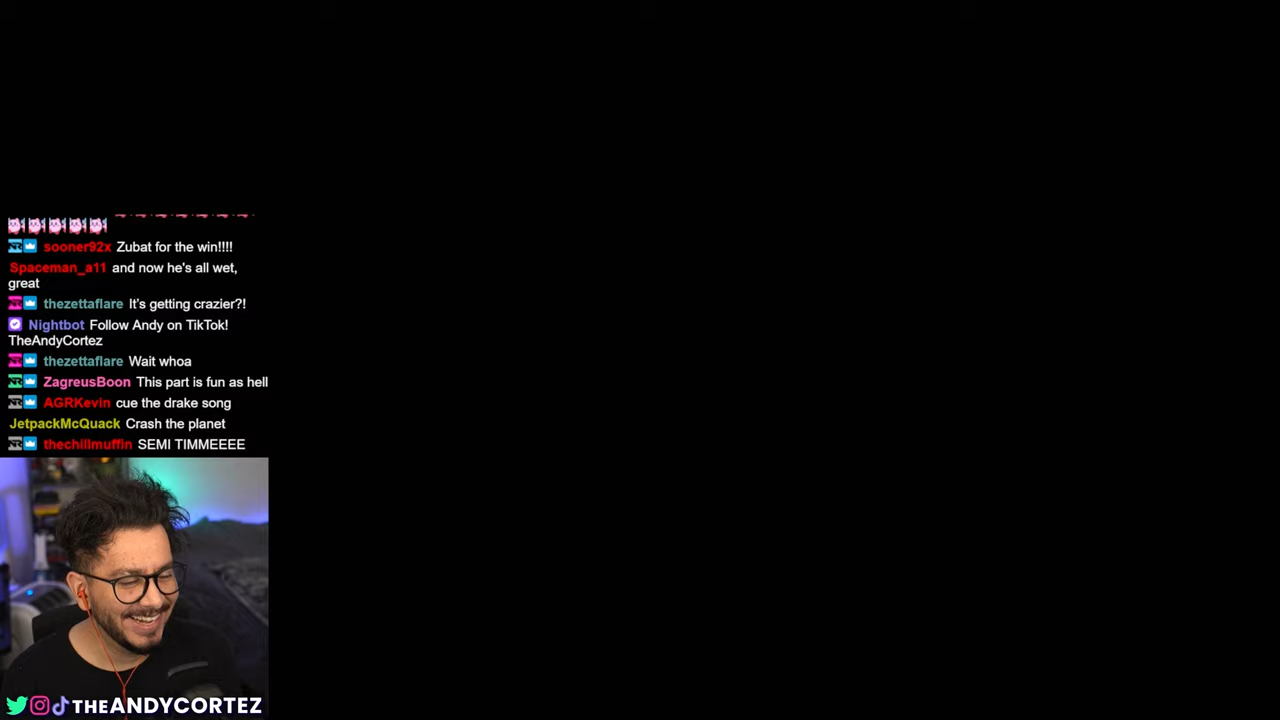 sooner92x Zubat for the win!!!!
Spaceman_a11 and now he's all wet,
great
thezettaflare It's getting crazier?!
Nightbot Follow Andy on TikTok!
TheAndyCortez
thezettaflare Wait whoa
ZagreusBoon This part is fun as hell
AGRKevin cue the drake song
JetpackMcQuack Crash the planet
thechillmuffin SEMI TIMMEEEE
THEANDYCORTEZ